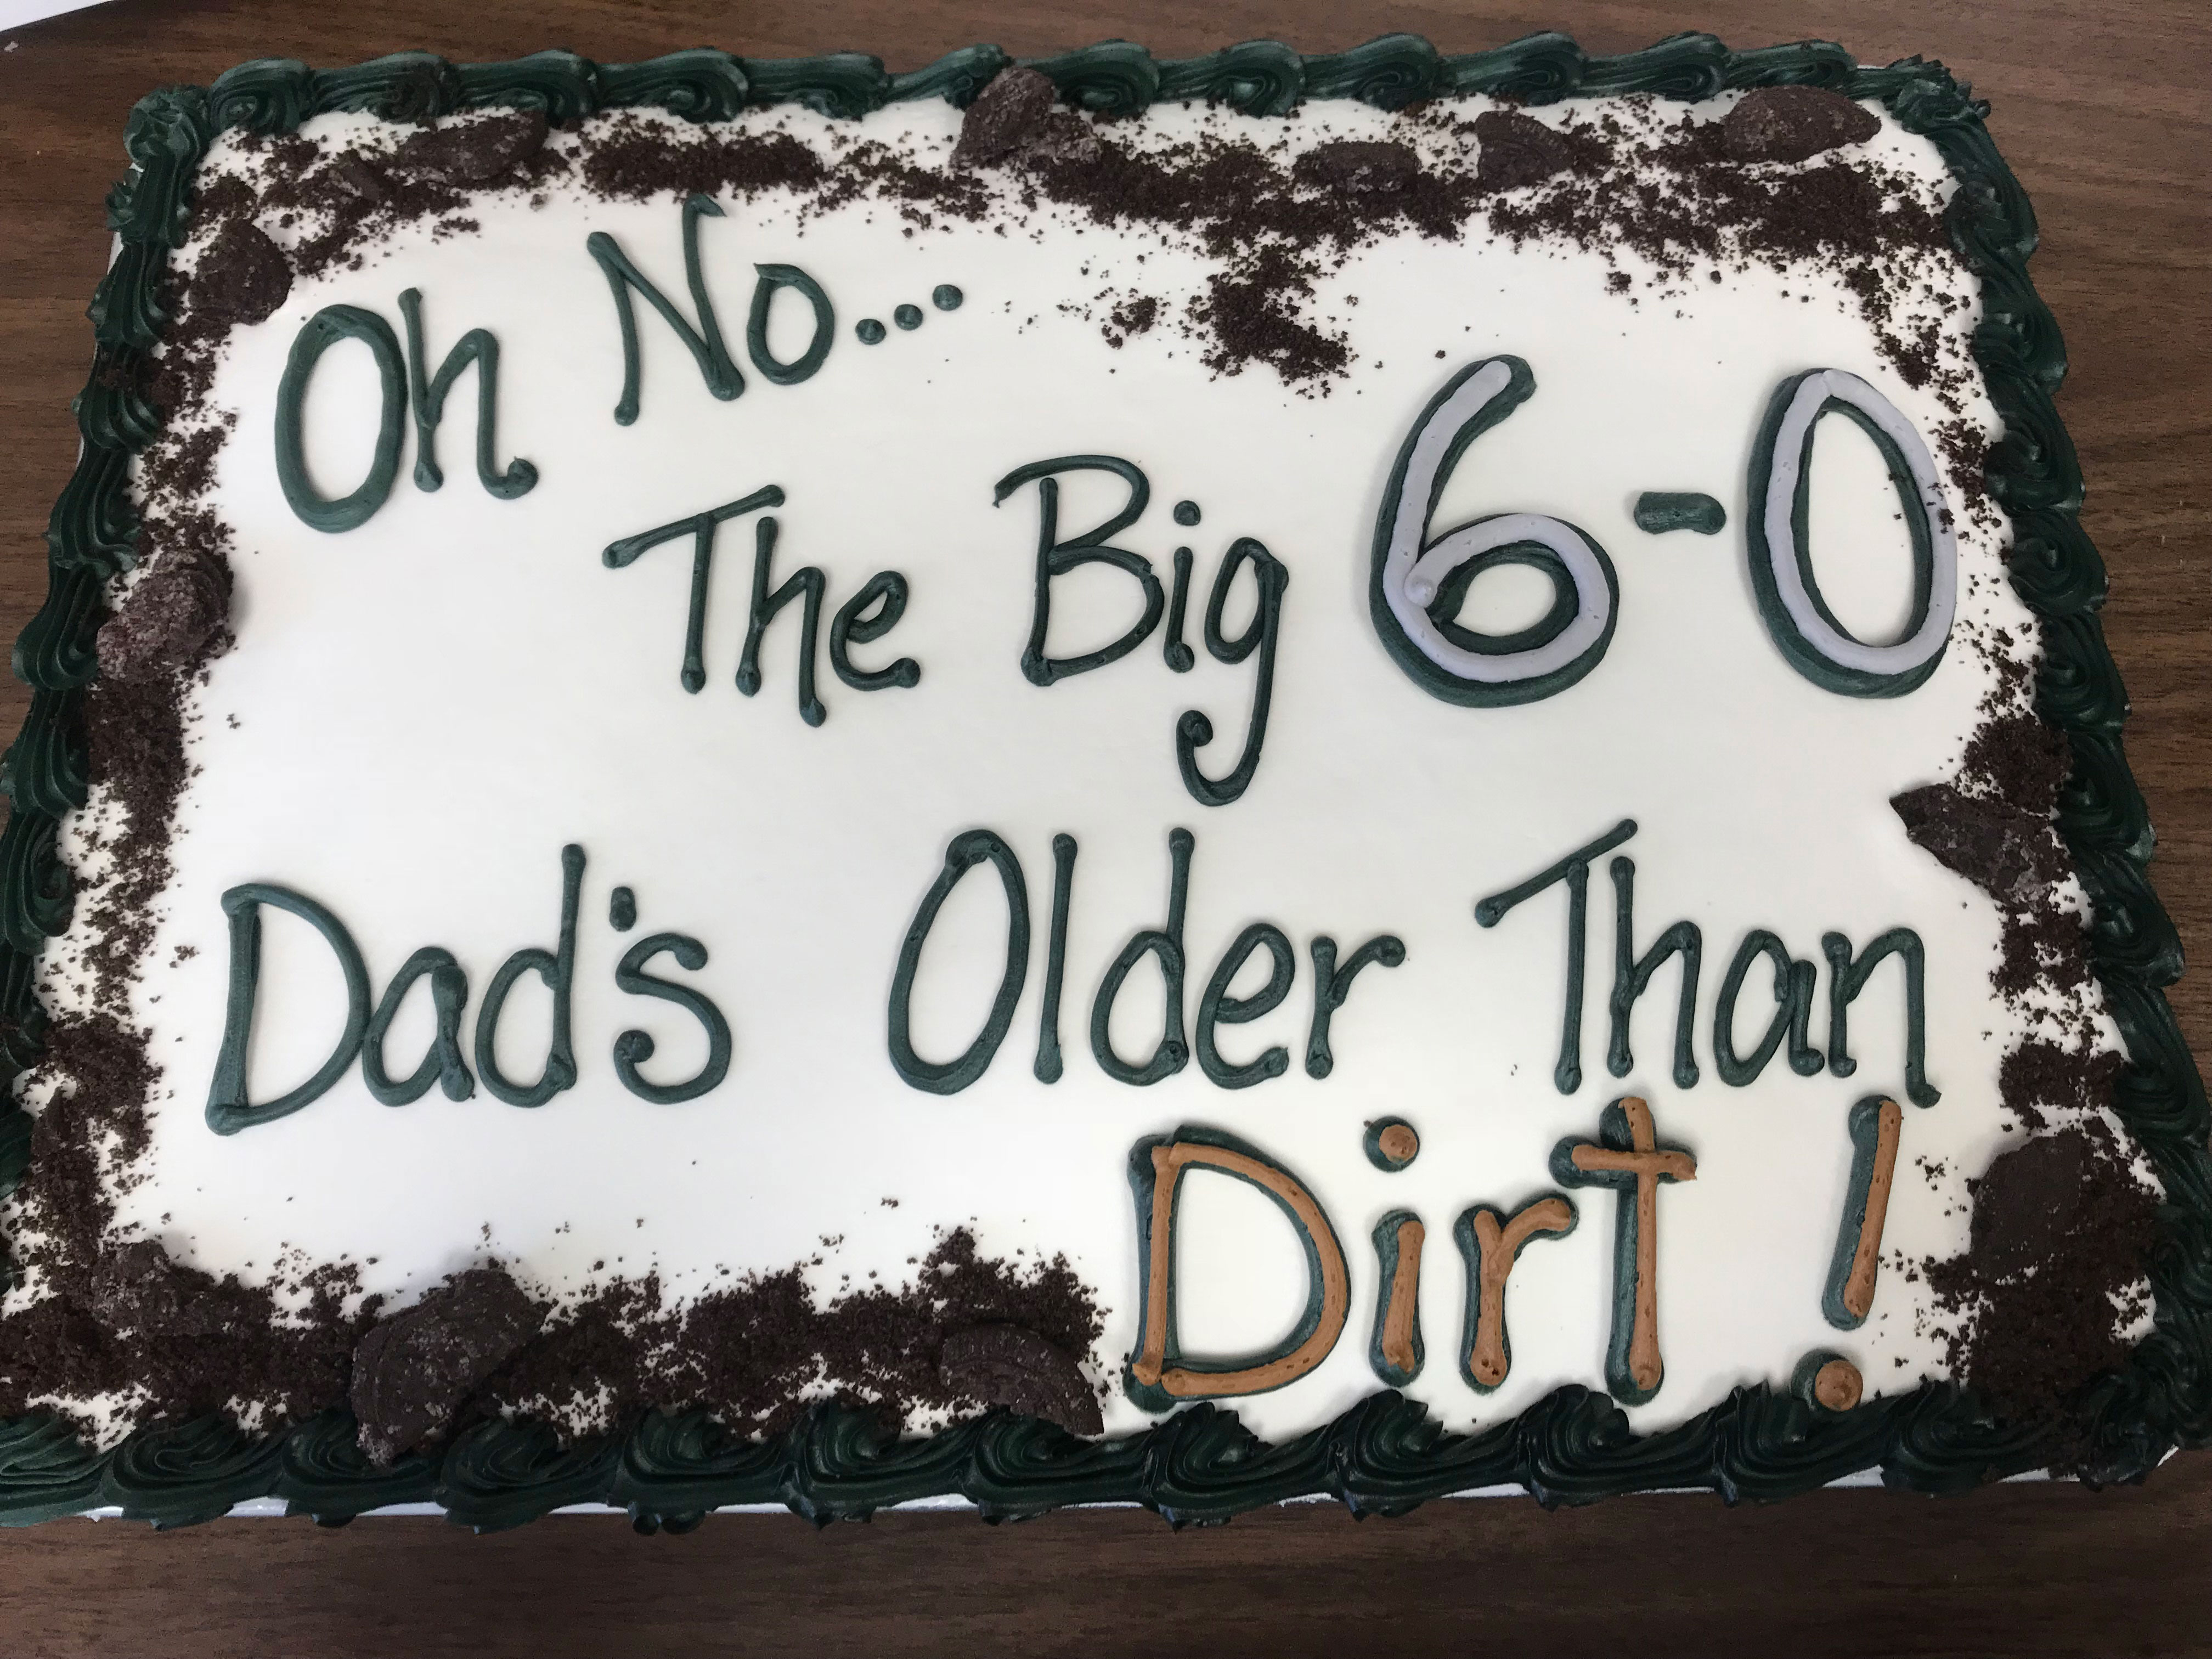 Oh No...
The Big 6-0
Dad's Older Than
Dirt!